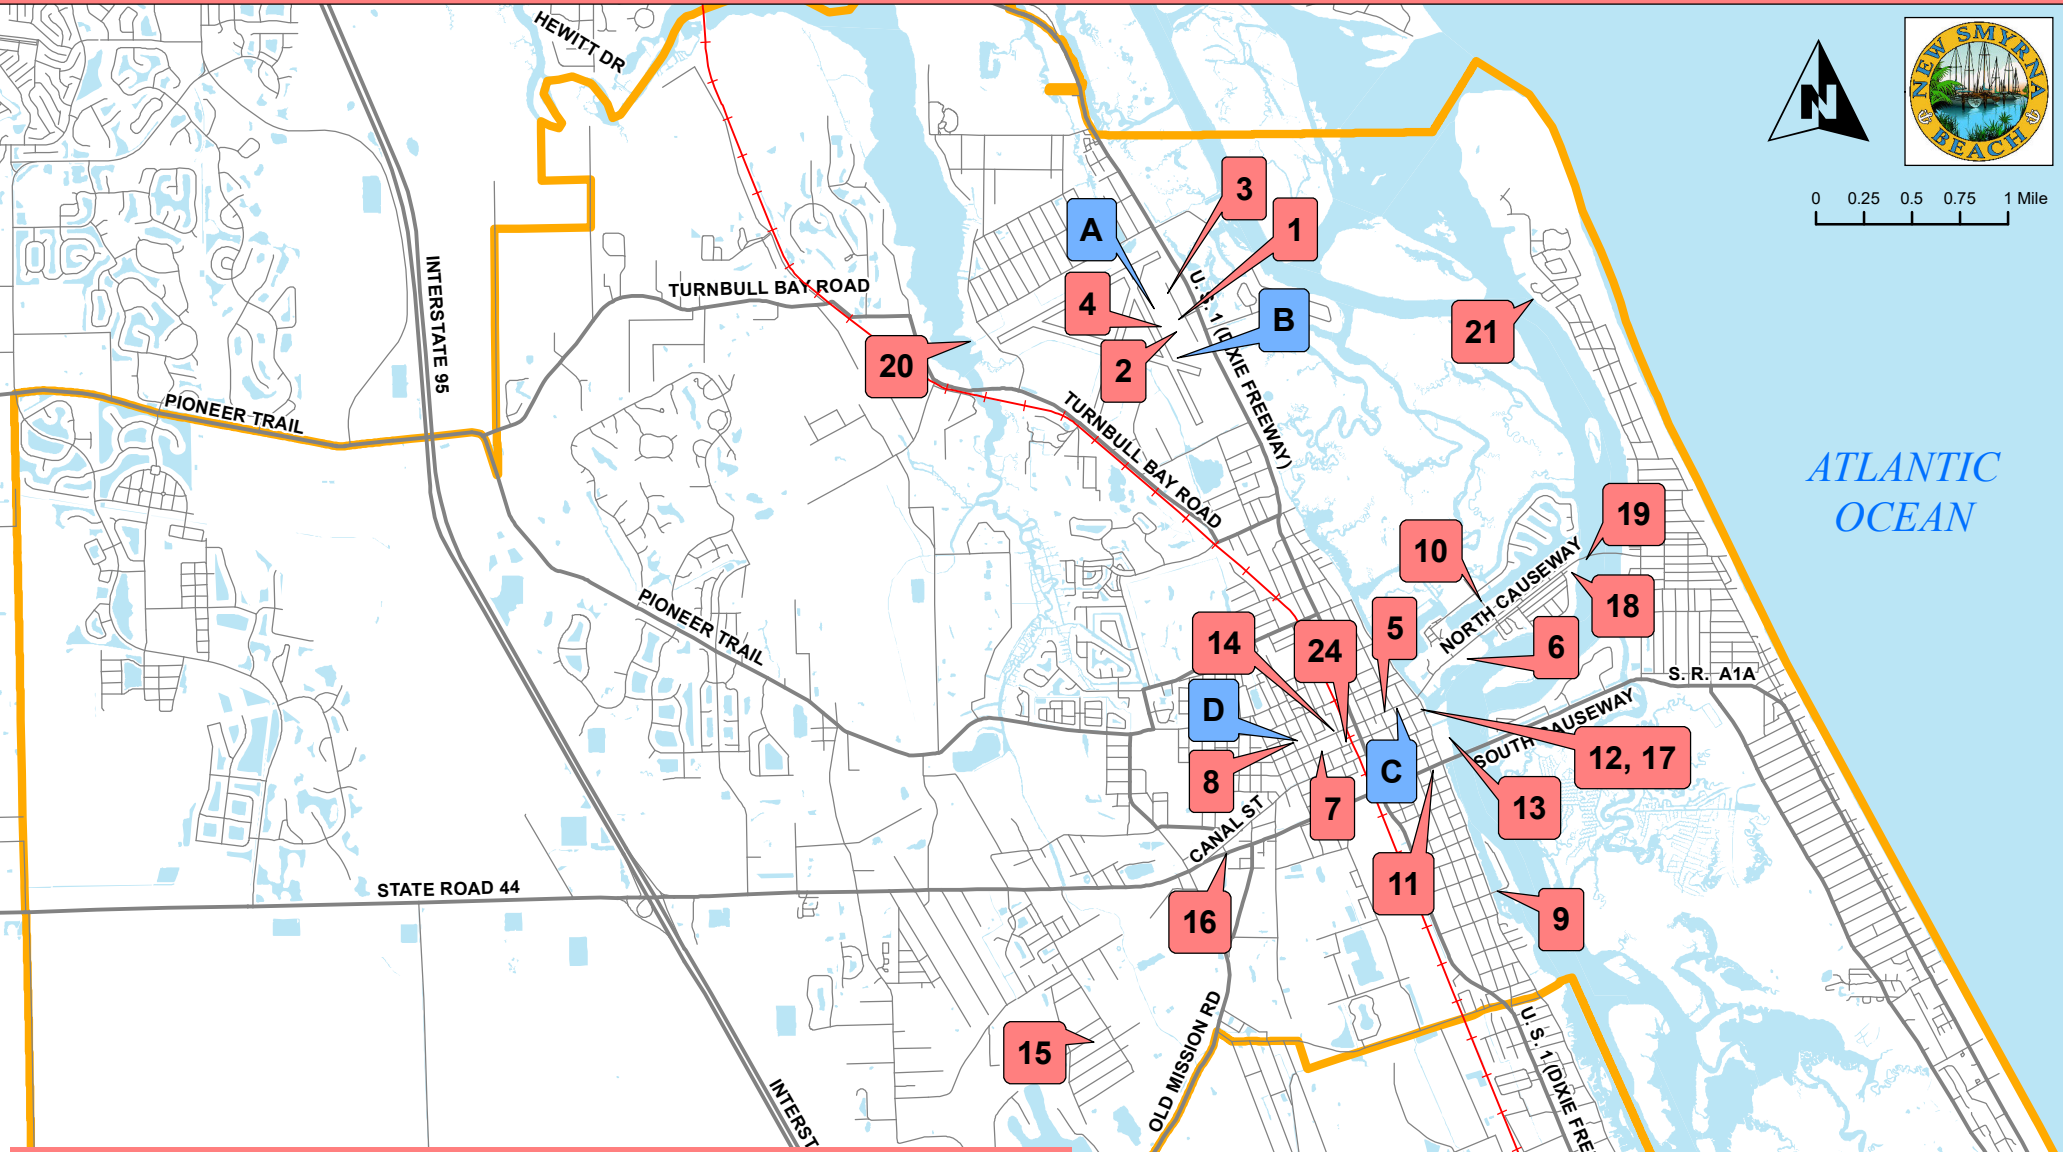 HEWITT DR
NEW SMYRNA
BEACH
N
0 0.25 0.5 0.75 1 Mile
3
A
1
INTERSTATE 95
TURNBULL BAY ROAD
4
U. S. 1 (DIXIE FREEWAY)
B
21
20
2
PIONEER TRAIL
TURNBULL BAY ROAD
ATLANTIC
OCEAN
19
10
NORTH CAUSEWAY
18
PIONEER TRAIL
14
24
5
6
S. R. A1A
D
SOUTH CAUSEWAY
12, 17
8
C
7
13
CANAL ST
11
STATE ROAD 44
16
9
15
OLD MISSION RD
U. S. 1 (DIXIE FRE
INTERST